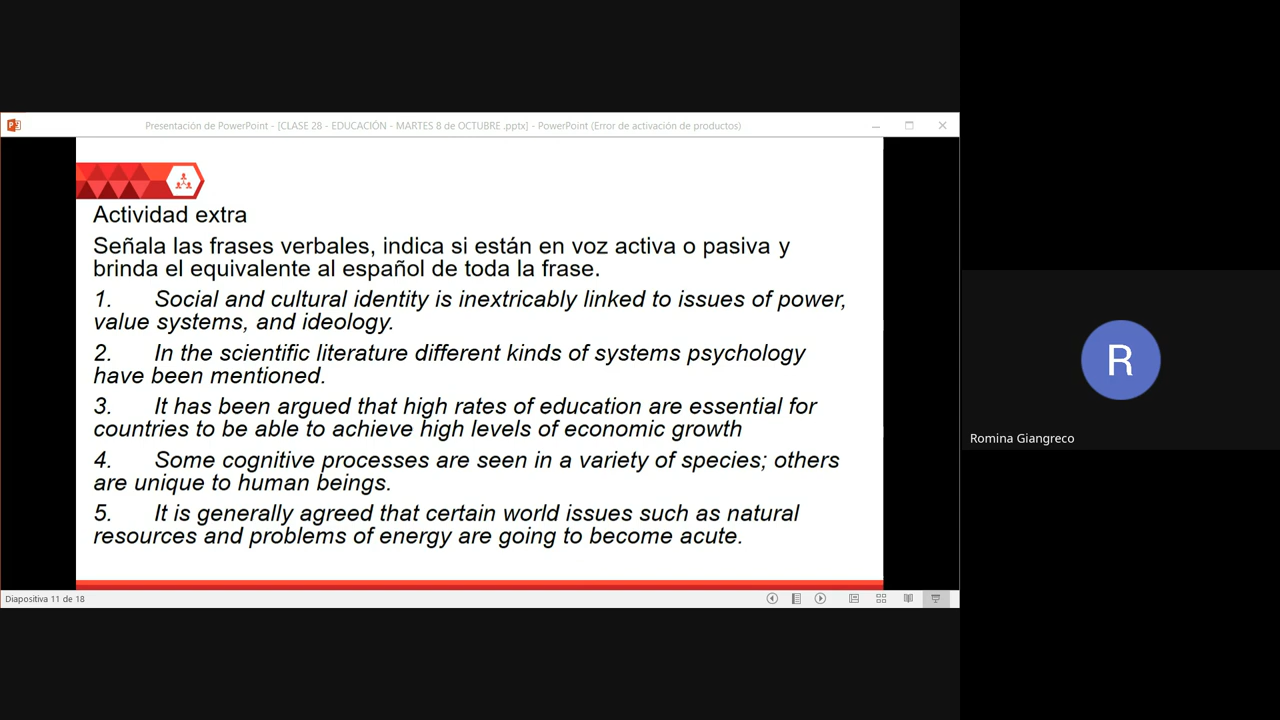 Presentación de PowerPoint - [CLASE 28 - EDUCACIÓN - MARTES 8 de OCTUBRE .pptx] - PowerPoint (Error de activación de productos)
Actividad extra
Señala las frases verbales, indica si están en voz activa o pasiva y
brinda el equivalente al español de toda la frase.
1. Social and cultural identity is inextricably linked to issues of power,
value systems, and ideology.
2. In the scientific literature different kinds of systems psychology
have been mentioned.
3. It has been argued that high rates of education are essential for
countries to be able to achieve high levels of economic growth
4. Some cognitive processes are seen in a variety of species; others
are unique to human beings.
5. It is generally agreed that certain world issues such as natural
resources and problems of energy are going to become acute.
Diapositiva 11 de 18
R
Romina Giangreco